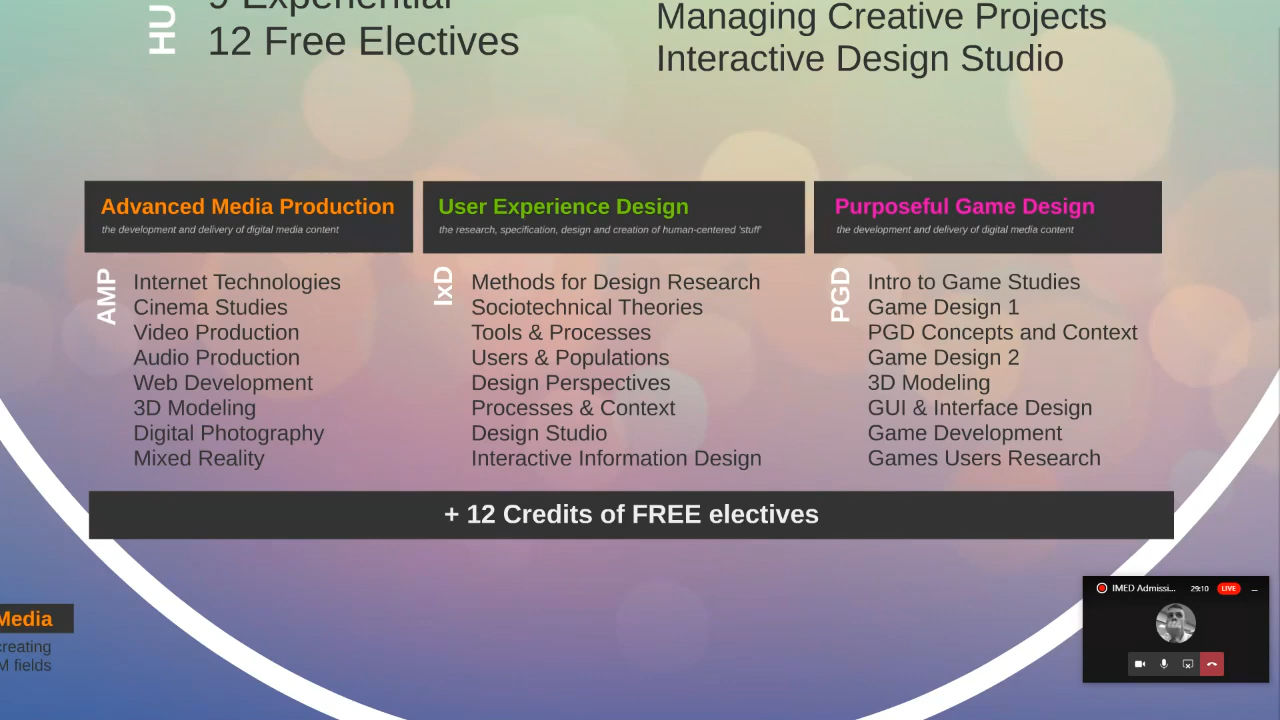 HU
9 Experiential
12 Free Electives
Managing Creative Projects
Interactive Design Studio
Advanced Media Production
the development and delivery of digital media content
AMP
Internet Technologies
Cinema Studies
Video Production
Audio Production
Web Development
3D Modeling
Digital Photography
Mixed Reality
User Experience Design
the research, specification, design and creation of human-centered 'stuff'
IxD
Methods for Design Research
Sociotechnical Theories
Tools & Processes
Users & Populations
Design Perspectives
Processes & Context
Design Studio
Interactive Information Design
Purposeful Game Design
the development and delivery of digital media content
PGD
Intro to Game Studies
Game Design 1
PGD Concepts and Context
Game Design 2
3D Modeling
GUI & Interface Design
Game Development
Games Users Research
+ 12 Credits of FREE electives
Media
creating
M fields
IMED Admissi... 29:10 LIVE